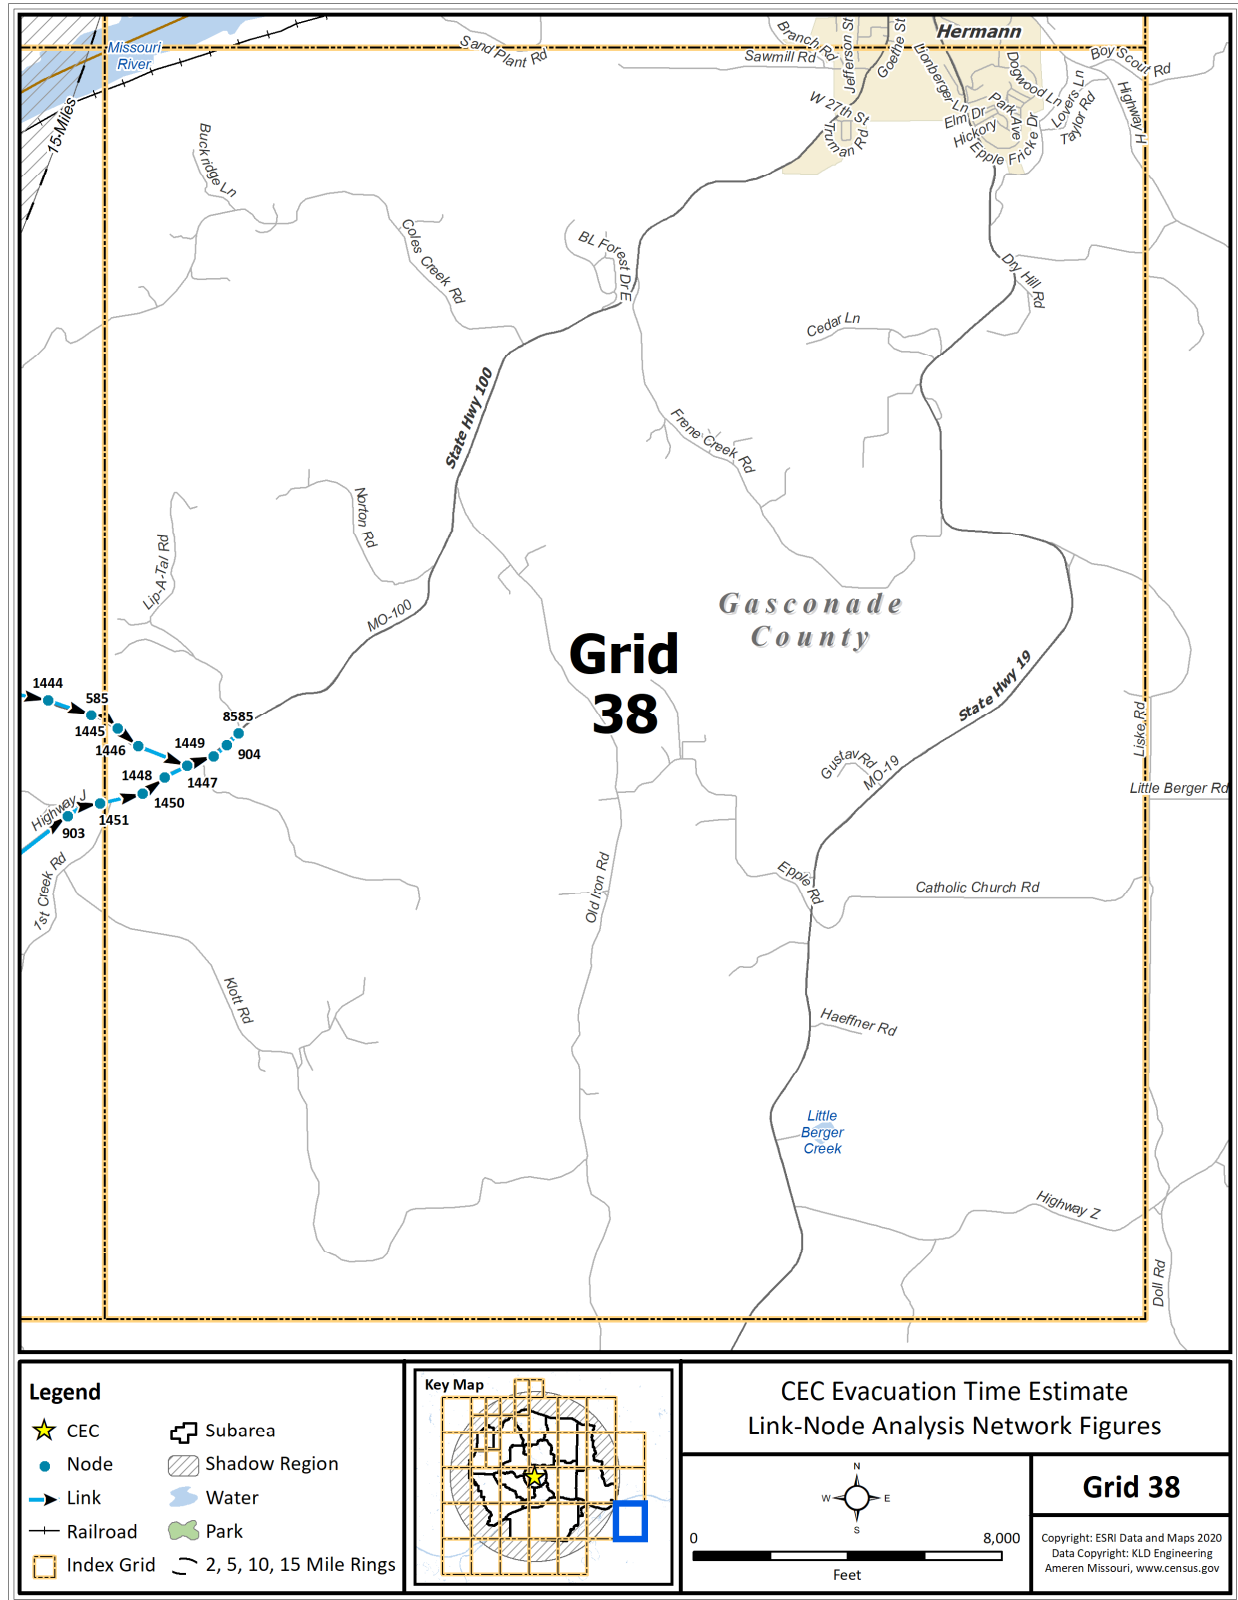 Hermann
Missouri
River
Sand Plant Rd
Branch Rd
Sawmill Rd
Jefferson St
Goethe St
Lionberger Ln
Dogwood Ln
Boy Scout Rd
Highway H
Lovers Ln
Taylor Rd
Park Ave
Elm Dr
Hickory
Epple
Fricke Dr
W 27th St
Truman Rd
15-Miles
Buckridge Ln
Coles Creek Rd
BL Forest Dr E
Dry Hill Rd
Cedar Ln
State Hwy 100
Frene Creek Rd
Norton Rd
Lip-A-Tal Rd
MO-100
Gasconade
County
Grid
38
State Hwy 19
Liske Rd
1444
585
1445
1446
8585
1449
904
1448
1447
1450
1451
903
Highway J
Gustav Rd
MO-19
Little Berger Rd
1st Creek Rd
Old Iron Rd
Epple Rd
Catholic Church Rd
Klott Rd
Haeffner Rd
Little
Berger
Creek
Highway Z
Doll Rd
Legend
CEC
Node
Link
Railroad
Index Grid
Subarea
Shadow Region
Water
Park
2, 5, 10, 15 Mile Rings
Key Map
CEC Evacuation Time Estimate
Link-Node Analysis Network Figures
N
W E
S
0 8,000
Feet
Grid 38
Copyright: ESRI Data and Maps 2020
Data Copyright: KLD Engineering
Ameren Missouri, www.census.gov